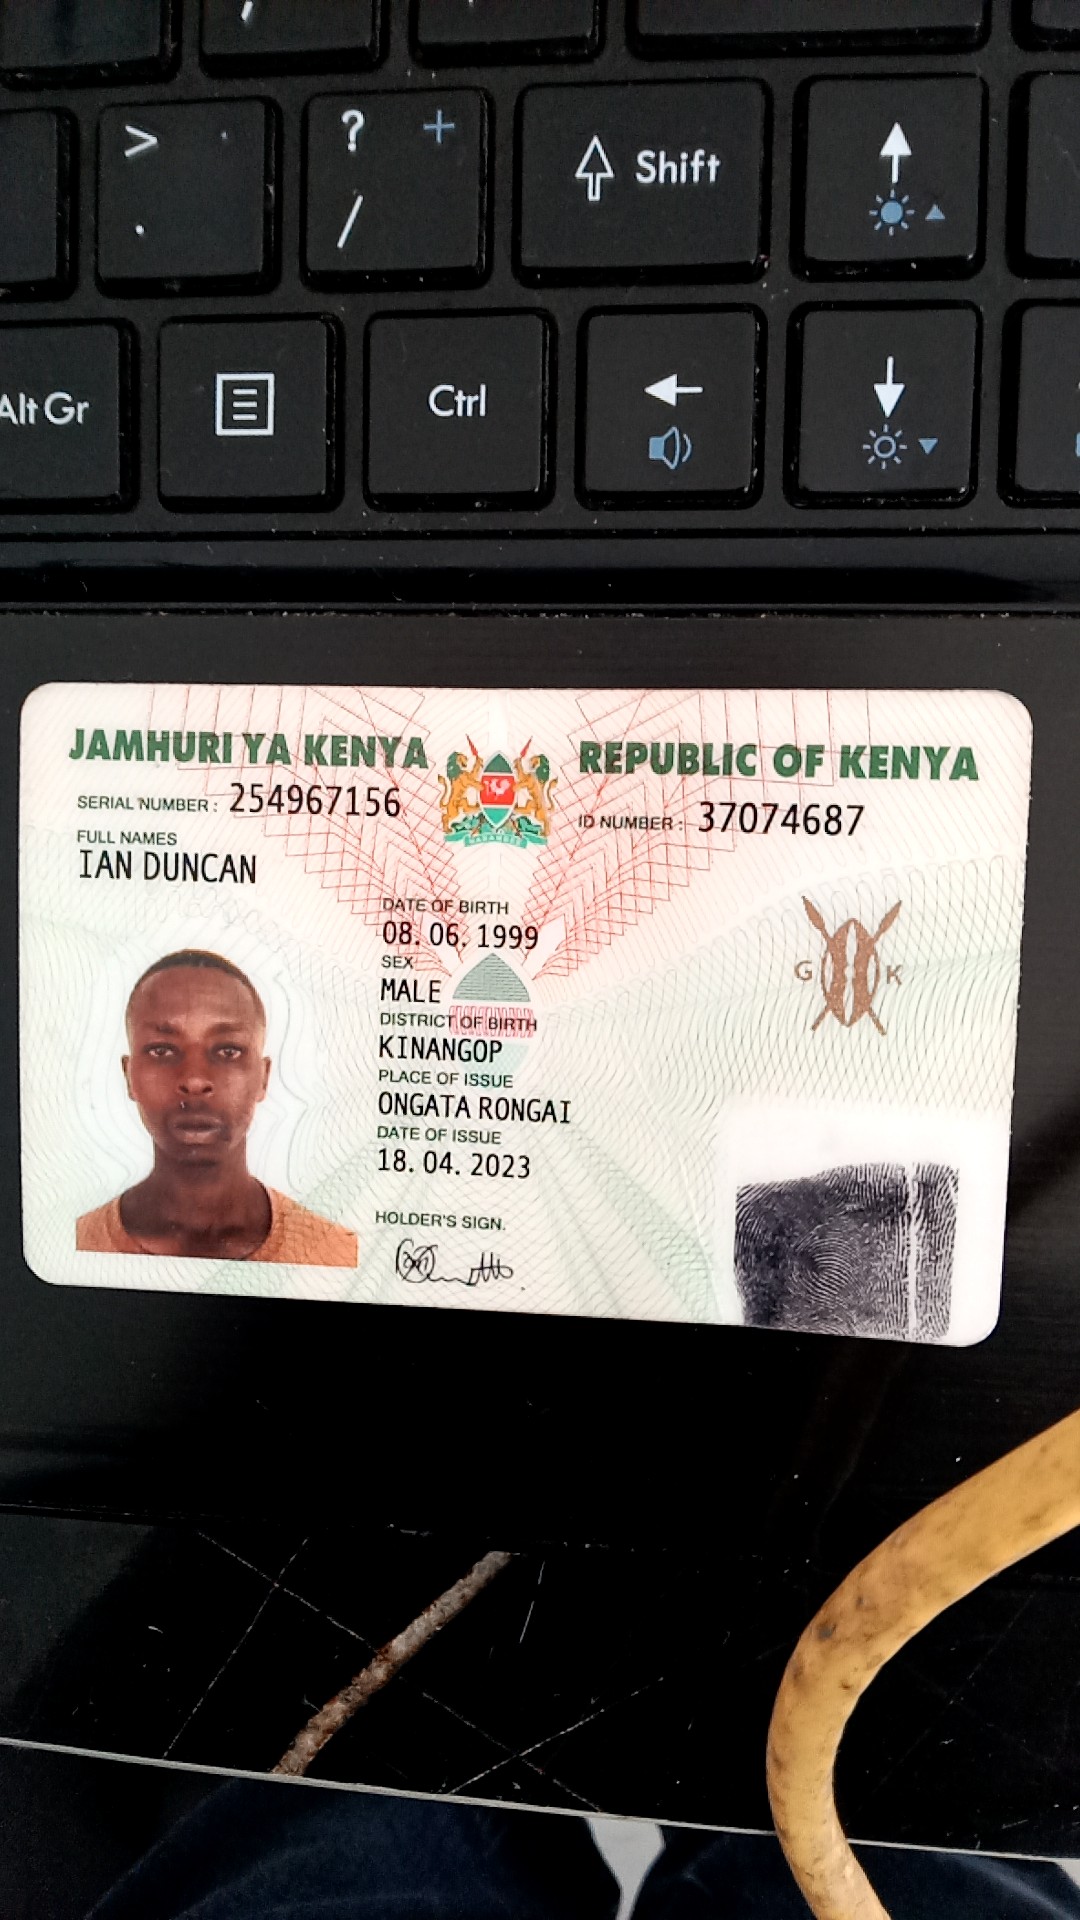 > .
? +
/
Shift
Alt Gr
Ctrl
JAMHURI YA KENYA
REPUBLIC OF KENYA
SERIAL NUMBER: 254967156
ID NUMBER: 37074687
FULL NAMES
IAN DUNCAN
DATE OF BIRTH
08. 06. 1999
SEX
MALE
G K
DISTRICT OF BIRTH
KINANGOP
PLACE OF ISSUE
ONGATA RONGAI
DATE OF ISSUE
18. 04. 2023
HOLDER'S SIGN.